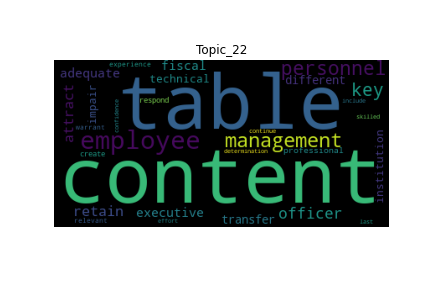 Topic_22
experience fiscal personnel
adequate technical different
table key
attract impair respond include
warrant confidence skilled
employee continue management
create determination professional
content institution
retain executive officer
relevant effort transfer last